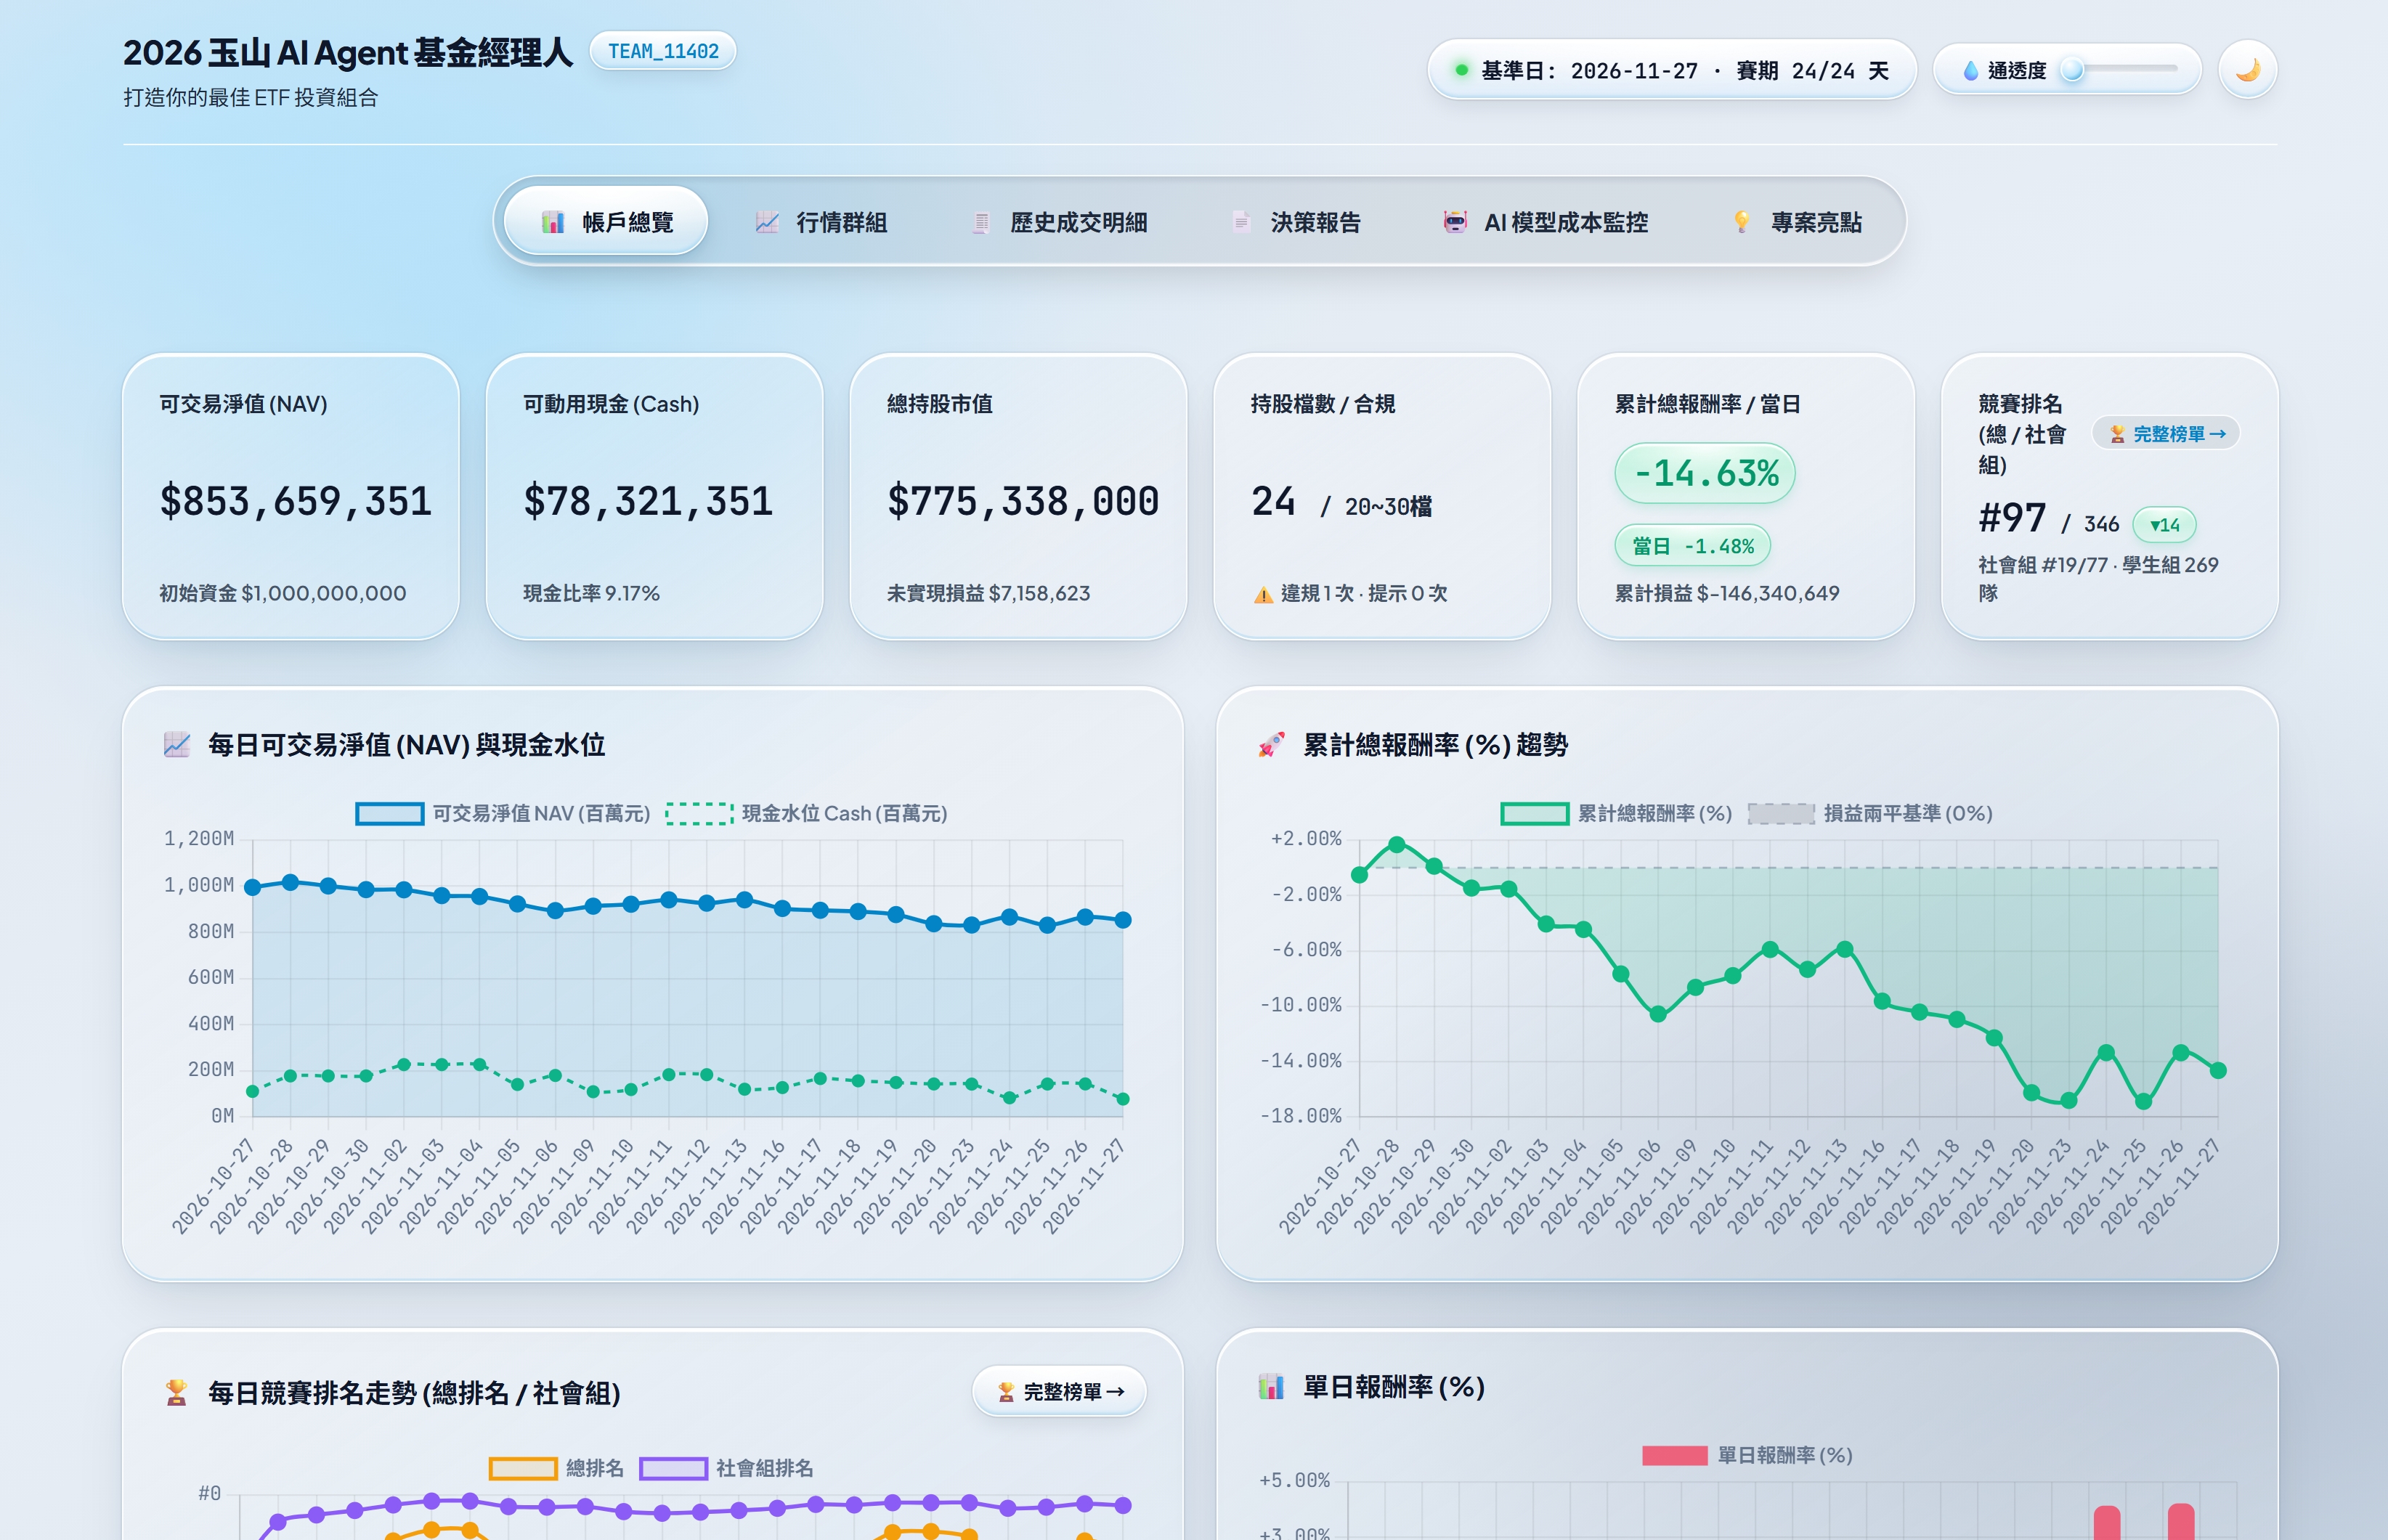 2026 玉山 AI Agent 基金經理人 TEAM_11402
打造你的最佳 ETF 投資組合
基準日: 2026-11-27 · 賽期 24/24 天
通透度
帳戶總覽 行情群組 歷史成交明細 決策報告 AI 模型成本監控 專案亮點
可交易淨值 (NAV)
$853,659,351
初始資金 $1,000,000,000
可動用現金 (Cash)
$78,321,351
現金比率 9.17%
總持股市值
$775,338,000
未實現損益 $7,158,623
持股檔數 / 合規
24 / 20~30檔
違規 1 次 · 提示 0 次
累計總報酬率 / 當日
-14.63%
當日 -1.48%
累計損益 $-146,340,649
競賽排名
(總 / 社會
組)
完整榜單 →
#97 / 346 ▼14
社會組 #19/77 · 學生組 269
隊
每日可交易淨值 (NAV) 與現金水位
可交易淨值 NAV (百萬元) 現金水位 Cash (百萬元)
1,200M
1,000M
800M
600M
400M
200M
0M
2026-10-27
2026-10-28
2026-10-29
2026-10-30
2026-11-02
2026-11-03
2026-11-04
2026-11-05
2026-11-06
2026-11-09
2026-11-10
2026-11-11
2026-11-12
2026-11-13
2026-11-16
2026-11-17
2026-11-18
2026-11-19
2026-11-20
2026-11-23
2026-11-24
2026-11-25
2026-11-26
2026-11-27
累計總報酬率 (%) 趨勢
累計總報酬率 (%) 損益兩平基準 (0%)
+2.00%
-2.00%
-6.00%
-10.00%
-14.00%
-18.00%
2026-10-27
2026-10-28
2026-10-29
2026-10-30
2026-11-02
2026-11-03
2026-11-04
2026-11-05
2026-11-06
2026-11-09
2026-11-10
2026-11-11
2026-11-12
2026-11-13
2026-11-16
2026-11-17
2026-11-18
2026-11-19
2026-11-20
2026-11-23
2026-11-24
2026-11-25
2026-11-26
2026-11-27
每日競賽排名走勢 (總排名 / 社會組)
完整榜單 →
總排名 社會組排名
#0
單日報酬率 (%)
單日報酬率 (%)
+5.00%
+3.00%